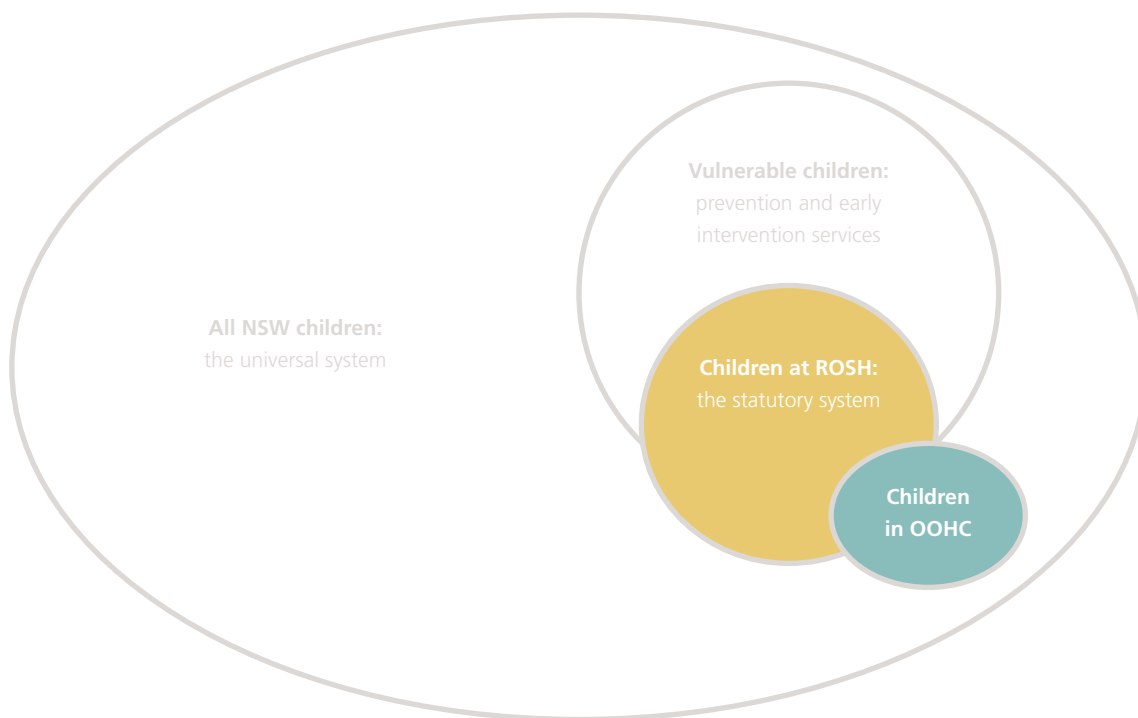 Vulnerable children:
prevention and early
intervention services
All NSW children:
the universal system
Children at ROSH:
the statutory system
Children
in OOHC